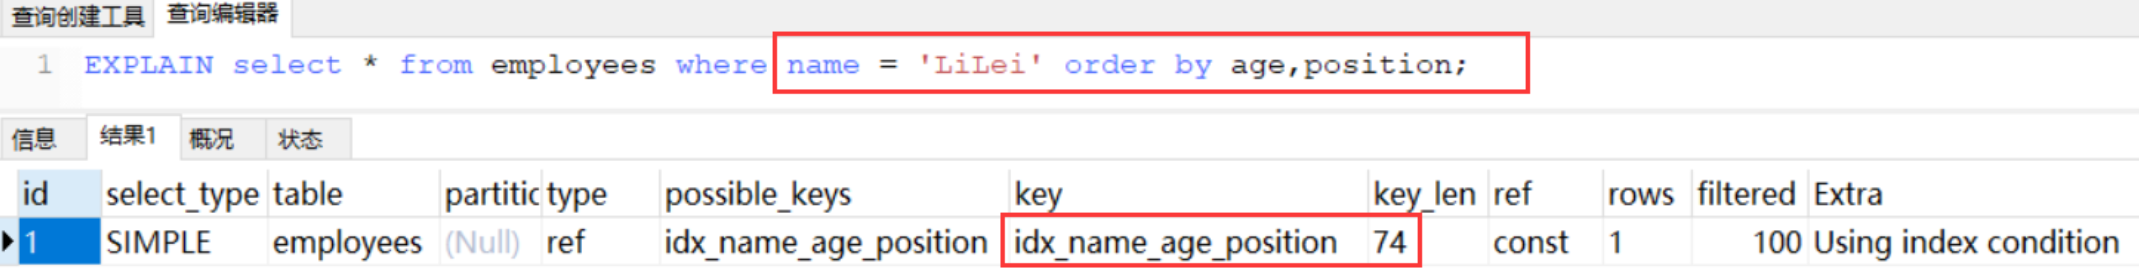 查询创建工具 查询编辑器
1 EXPLAIN select * from employees where name = 'LiLei' order by age,position;
信息 结果1 概况 状态
id select_type table partitic type possible_keys key key_len ref rows filtered Extra
1 SIMPLE employees (Null) ref idx_name_age_position idx_name_age_position 74 const 1 100 Using index condition